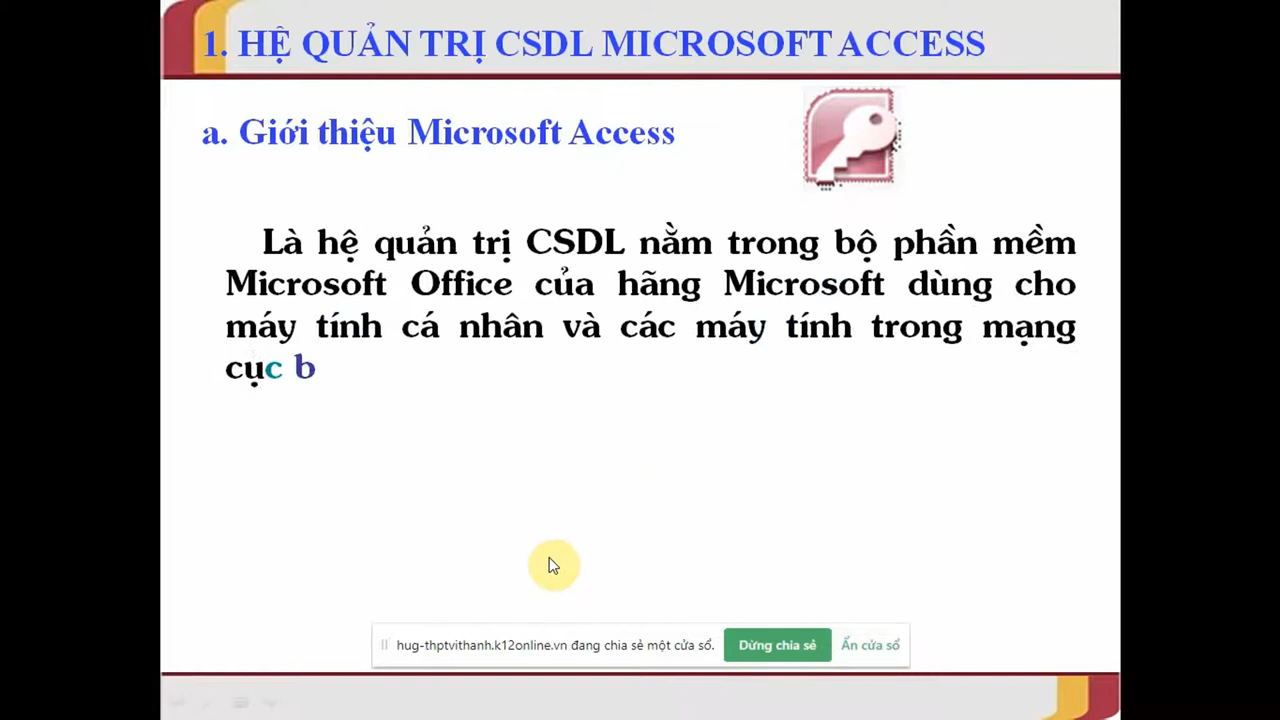 1. HỆ QUẢN TRỊ CSDL MICROSOFT ACCESS
a. Giới thiệu Microsoft Access
Là hệ quản trị CSDL nằm trong bộ phần mềm
Microsoft Office của hãng Microsoft dùng cho
máy tính cá nhân và các máy tính trong mạng
cục b
hug-thptvithanh.k12online.vn đang chia sẻ một cửa sổ. Dừng chia sẻ Ẩn cửa sổ